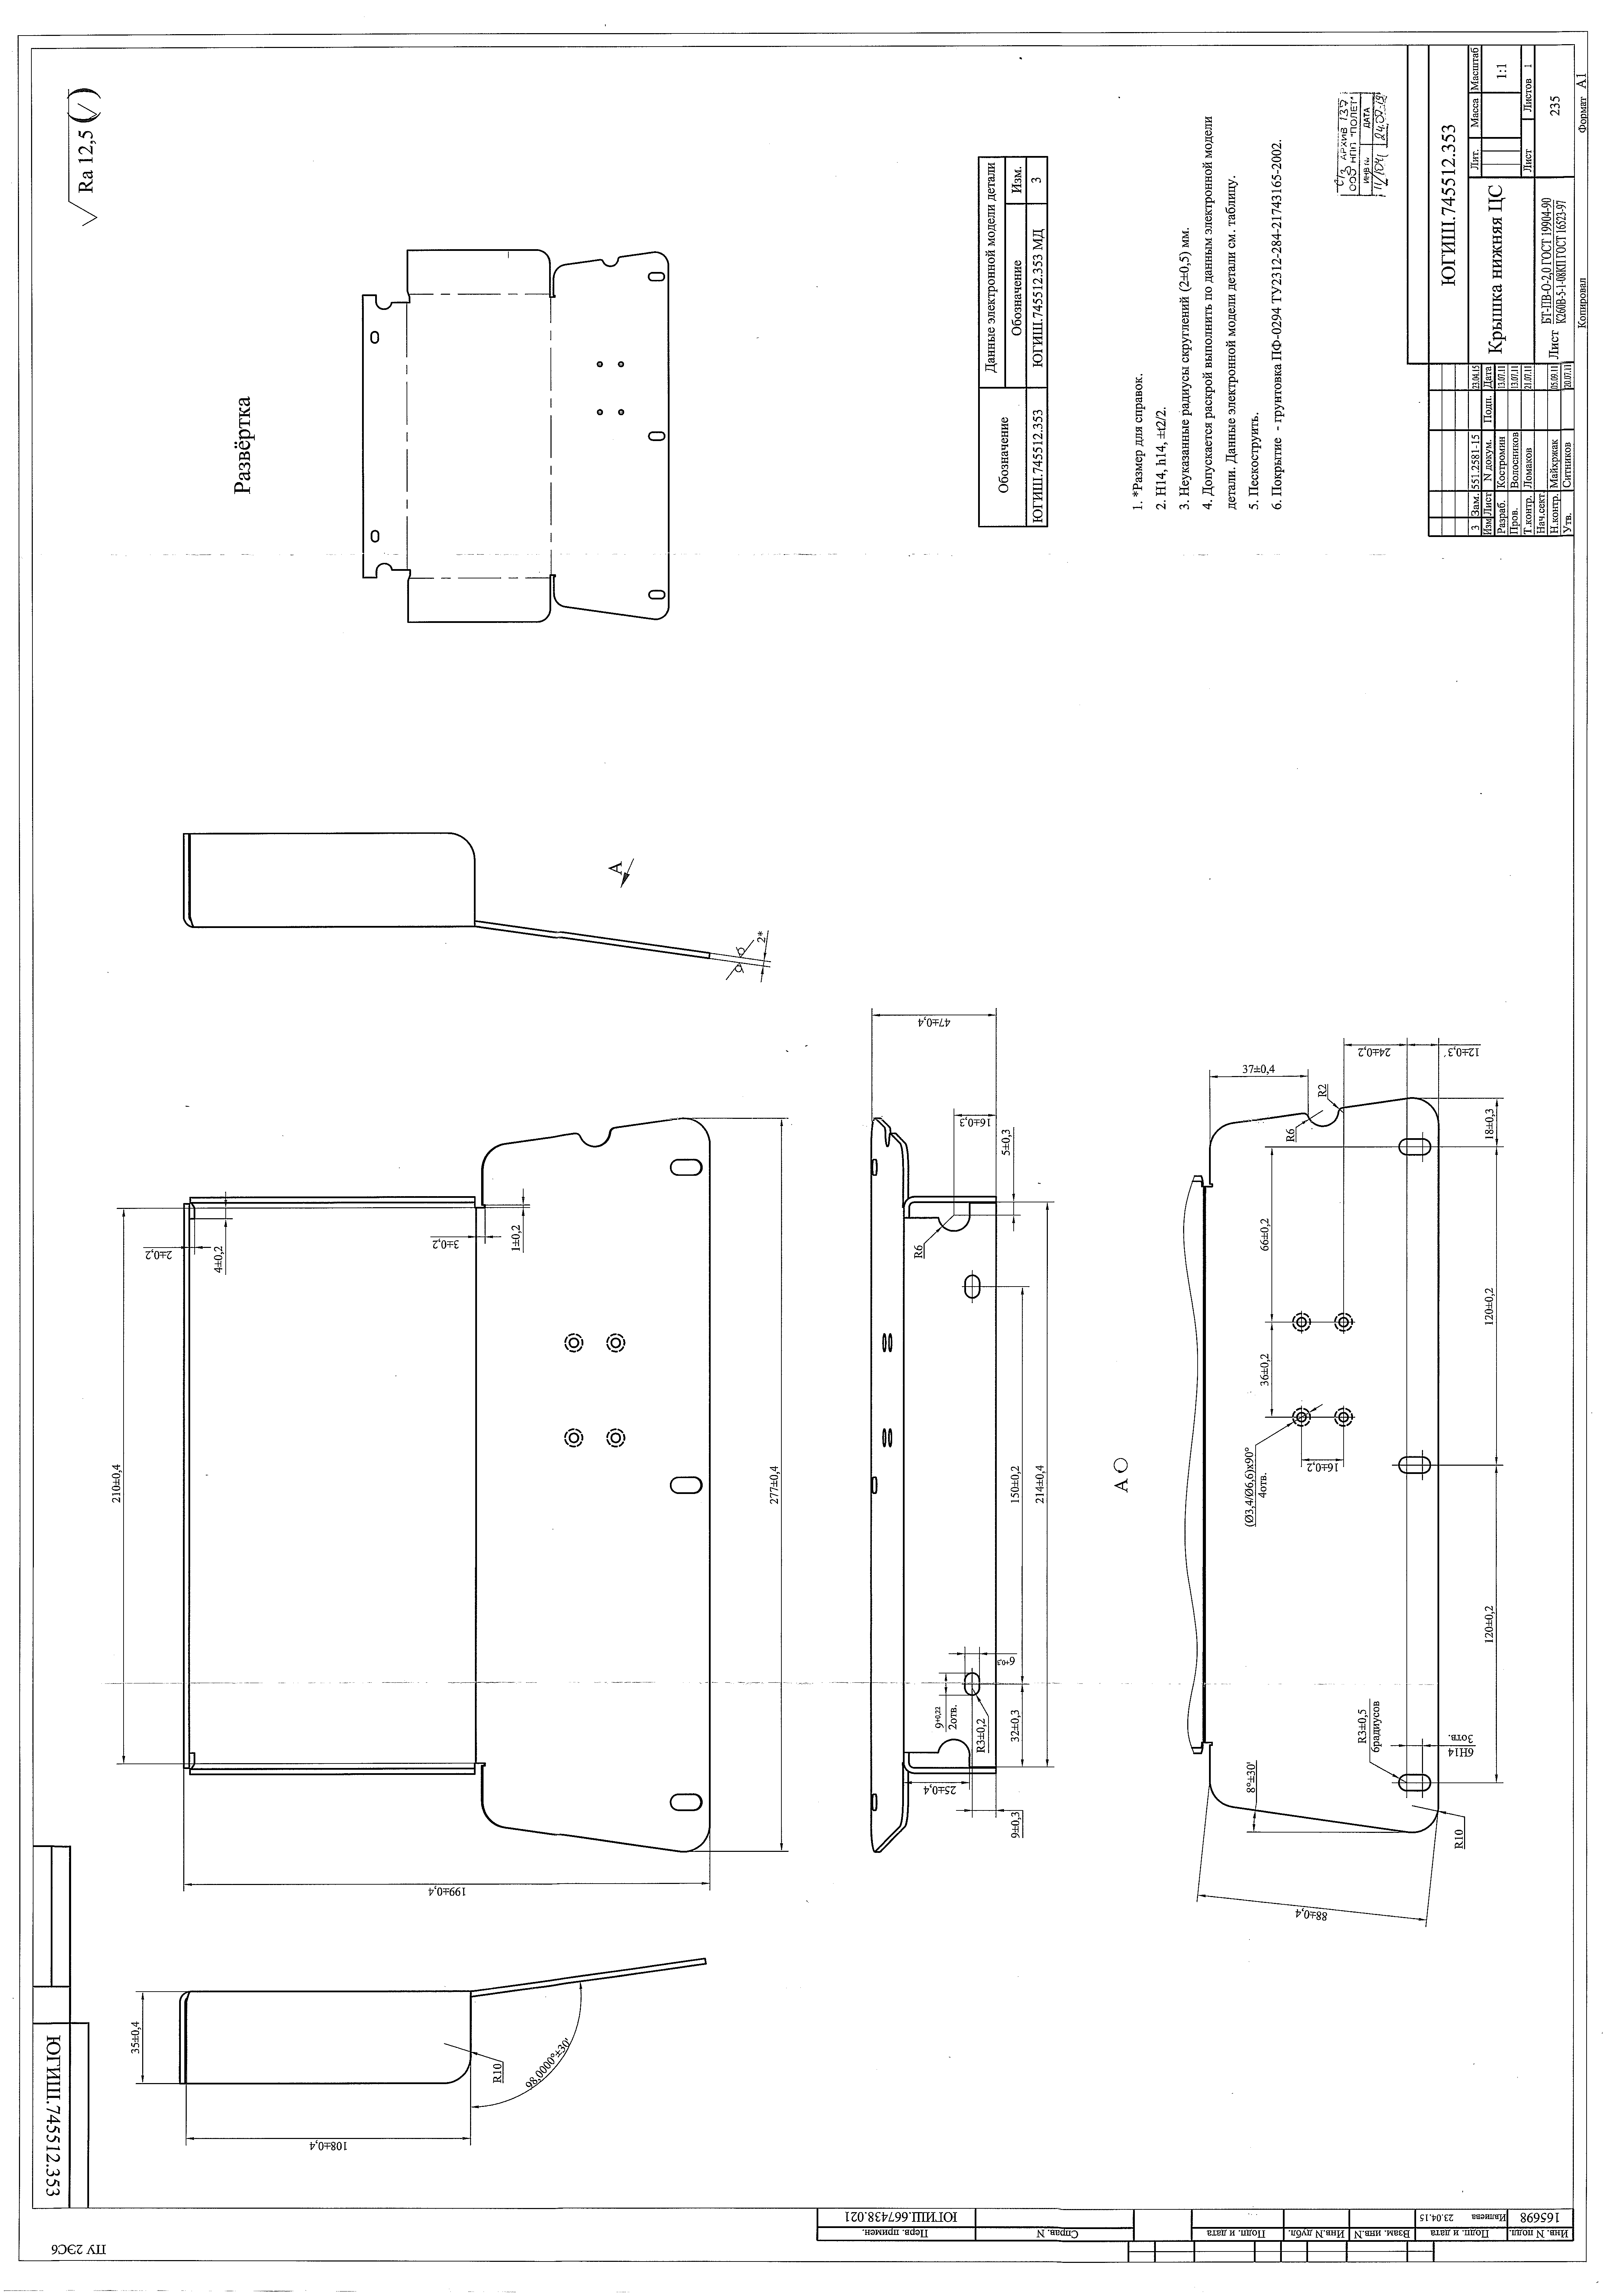 ЮГИШ.745512.353
Ra 12,5 (√)
Развёртка
35±0,4
R10
98,0000°±30'
108±0,4
210±0,4
2±0,2
4±0,2
3±0,2
1±0,2
277±0,4
199±0,4
А
2*
47±0,4
16±0,3
5±0,3
R6
150±0,2
214±0,4
9+0,22
2отв.
6+0,3
R3±0,2
32±0,3
25±0,4
9±0,3
А
37±0,4
R2
R6
24±0,2
12±0,3
18±0,3
66±0,2
36±0,2
120±0,2
(Ø3,4/Ø6,6)x90°
4отв.
16±0,2
120±0,2
R3±0,5
6радиусов
6H14
3отв.
8°±30'
R10
88±0,4
Обозначение
Данные электронной модели детали
Обозначение
Изм.
ЮГИШ.745512.353
ЮГИШ.745512.353 МД
3
1. *Размер для справок.
2. H14, h14, ±t2/2.
3. Неуказанные радиусы скруглений (2±0,5) мм.
4. Допускается раскрой выполнить по данным электронной модели
детали. Данные электронной модели детали см. таблицу.
5. Пескоструить.
6. Покрытие - грунтовка ПФ-0294 ТУ2312-284-21743165-2002.
СГЗ АРХИВ 135
ООО НПП "ПОЛЕТ"
ИНВ № ДАТА
24.07.19
ЮГИШ.745512.353
3 Зам. 551.2581-15 23.04.15
Изм Лист N докум. Подп. Дата
Разраб. Костромин 13.07.11
Пров. Волосников 13.07.11
Т.контр. Ломаков 21.07.11
Нач.сект.
Н.контр. Майкржак 05.09.11
Утв. Ситников 20.07.11
Крышка нижняя ЦС
Лит. Масса Масштаб
1:1
Лист Листов 1
Лист БТ-ПВ-О-2,0 ГОСТ 19904-90
К260В-5-1-08КП ГОСТ 16523-97
235
Копировал
Формат А1
ПУ 2ЭС6
Перв. примен.
ЮГИШ.667438.021
Справ. N
Подп. и дата
Инв.N дубл.
Взам. инв.N
Подп. и дата
23.04.15
Инв. N подл.
165698